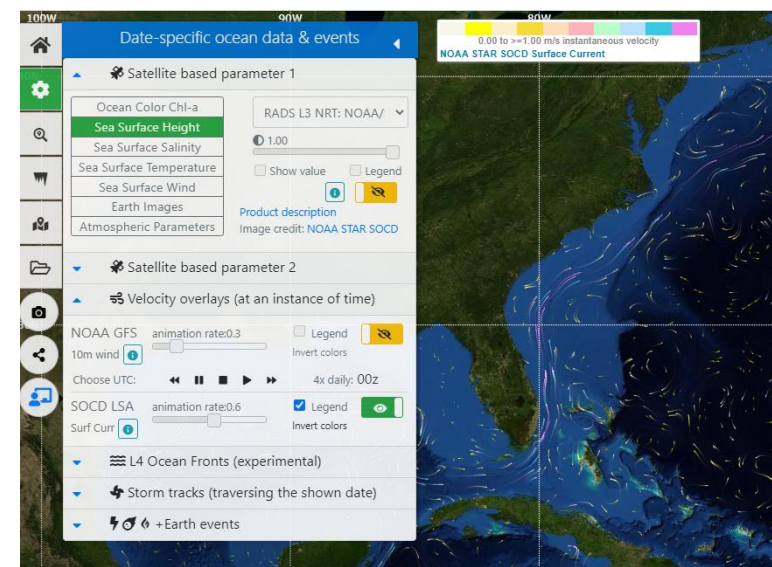 100W 90W 80W
Date-specific ocean data & events
0.00 to >=1.00 m/s instantaneous velocity
NOAA STAR SOCD Surface Current
Satellite based parameter 1
Ocean Color Chl-a
Sea Surface Height
Sea Surface Salinity
Sea Surface Temperature
Sea Surface Wind
Earth Images
Atmospheric Parameters
RADS L3 NRT: NOAA/
1.00
Show value Legend
Product description
Image credit: NOAA STAR SOCD
Satellite based parameter 2
Velocity overlays (at an instance of time)
NOAA GFS animation rate:0.3 Legend
10m wind Invert colors
Choose UTC: 4x daily: 00z
SOCD LSA animation rate:0.6 Legend
Surf Curr Invert colors
L4 Ocean Fronts (experimental)
Storm tracks (traversing the shown date)
+Earth events